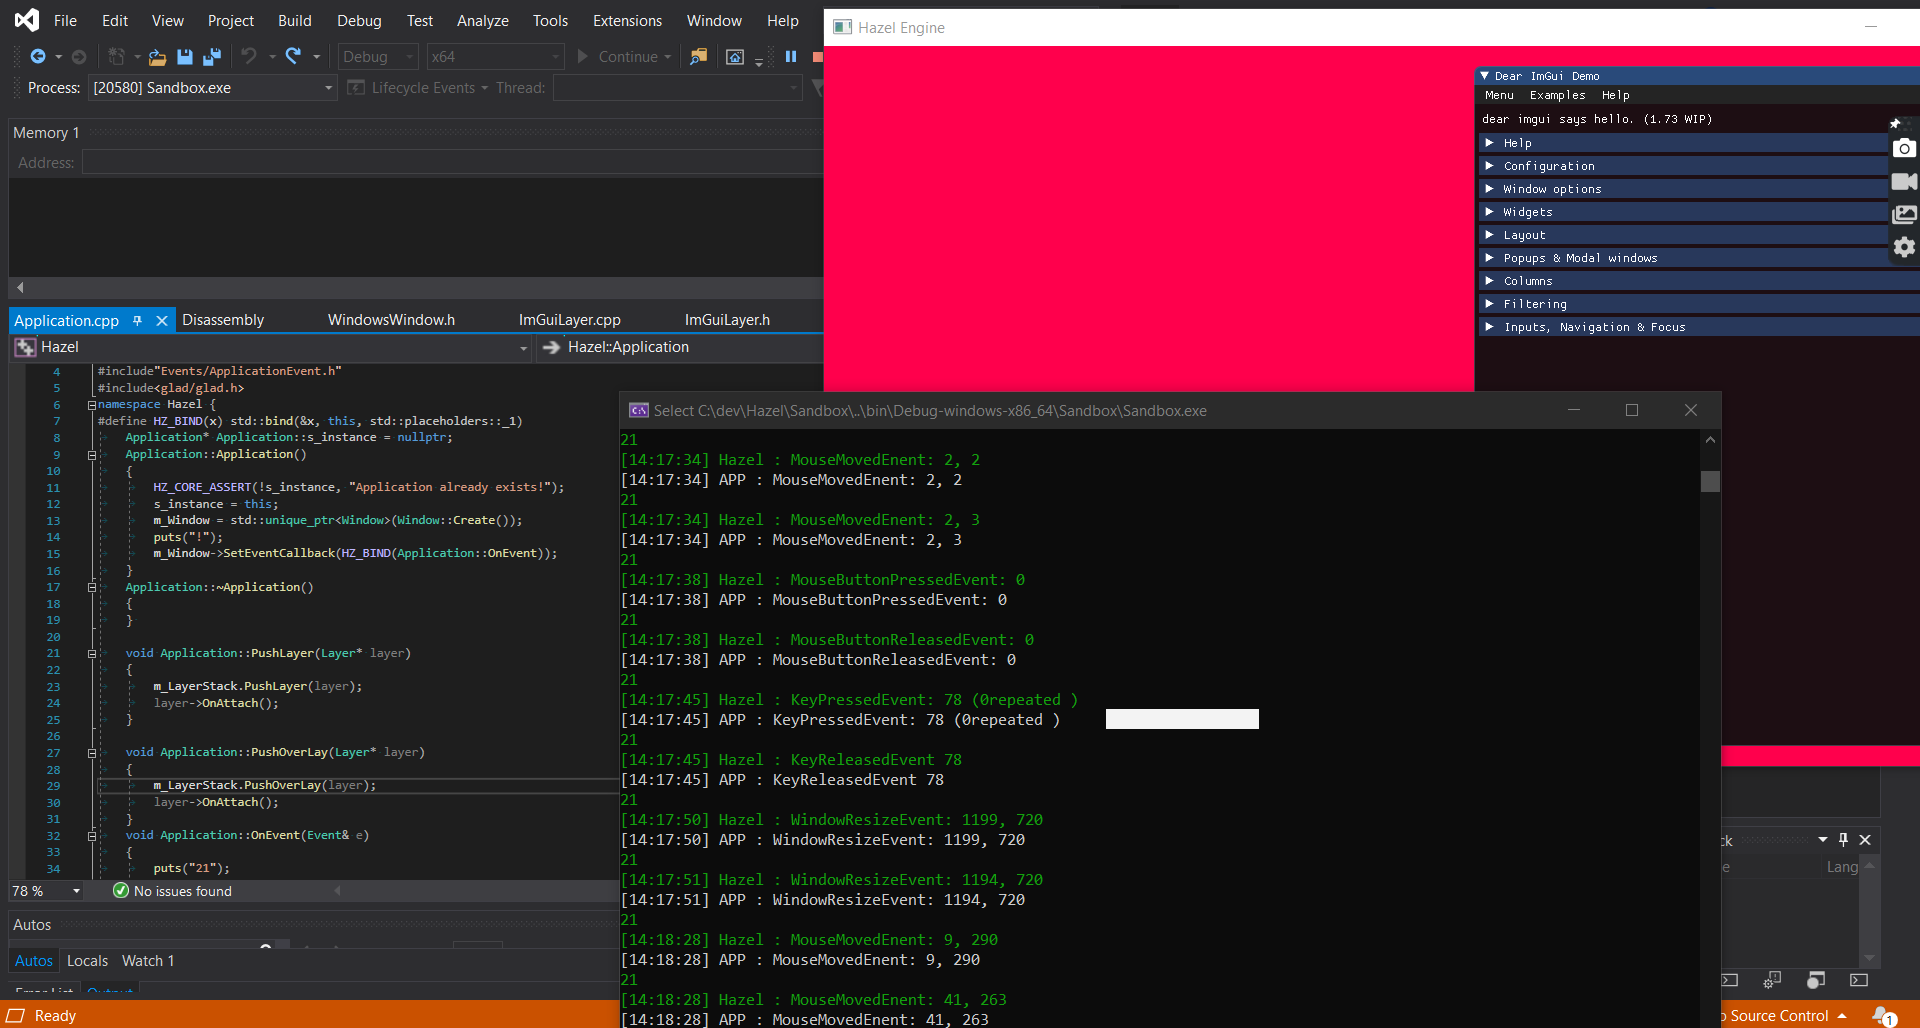 File Edit View Project Build Debug Test Analyze Tools Extensions Window Help
Debug x64 Continue
Process: [20580] Sandbox.exe Lifecycle Events Thread:
Memory 1
Address:
Application.cpp Disassembly WindowsWindow.h ImGuiLayer.cpp ImGuiLayer.h
Hazel Hazel::Application
4 #include"Events/ApplicationEvent.h"
5 #include<glad/glad.h>
6 namespace Hazel {
7 #define HZ_BIND(x) std::bind(&x, this, std::placeholders::_1)
8 Application* Application::s_instance = nullptr;
9 Application::Application()
10 {
11 HZ_CORE_ASSERT(!s_instance, "Application already exists!");
12 s_instance = this;
13 m_Window = std::unique_ptr<Window>(Window::Create());
14 puts("!");
15 m_Window->SetEventCallback(HZ_BIND(Application::OnEvent));
16 }
17 Application::~Application()
18 {
19 }
20
21 void Application::PushLayer(Layer* layer)
22 {
23 m_LayerStack.PushLayer(layer);
24 layer->OnAttach();
25 }
26
27 void Application::PushOverLay(Layer* layer)
28 {
29 m_LayerStack.PushOverLay(layer);
30 layer->OnAttach();
31 }
32 void Application::OnEvent(Event& e)
33 {
34 puts("21");
78 % No issues found
Autos
Autos Locals Watch 1
Error List Output
Ready
Hazel Engine
Dear ImGui Demo
Menu Examples Help
dear imgui says hello. (1.73 WIP)
Help
Configuration
Window options
Widgets
Layout
Popups & Modal windows
Columns
Filtering
Inputs, Navigation & Focus
Select C:\dev\Hazel\Sandbox\..\bin\Debug-windows-x86_64\Sandbox\Sandbox.exe
21
[14:17:34] Hazel : MouseMovedEnent: 2, 2
[14:17:34] APP : MouseMovedEnent: 2, 2
21
[14:17:34] Hazel : MouseMovedEnent: 2, 3
[14:17:34] APP : MouseMovedEnent: 2, 3
21
[14:17:38] Hazel : MouseButtonPressedEvent: 0
[14:17:38] APP : MouseButtonPressedEvent: 0
21
[14:17:38] Hazel : MouseButtonReleasedEvent: 0
[14:17:38] APP : MouseButtonReleasedEvent: 0
21
[14:17:45] Hazel : KeyPressedEvent: 78 (0repeated )
[14:17:45] APP : KeyPressedEvent: 78 (0repeated )
21
[14:17:45] Hazel : KeyReleasedEvent 78
[14:17:45] APP : KeyReleasedEvent 78
21
[14:17:50] Hazel : WindowResizeEvent: 1199, 720
[14:17:50] APP : WindowResizeEvent: 1199, 720
21
[14:17:51] Hazel : WindowResizeEvent: 1194, 720
[14:17:51] APP : WindowResizeEvent: 1194, 720
21
[14:18:28] Hazel : MouseMovedEnent: 9, 290
[14:18:28] APP : MouseMovedEnent: 9, 290
21
[14:18:28] Hazel : MouseMovedEnent: 41, 263
[14:18:28] APP : MouseMovedEnent: 41, 263
ck
e Lang
o Source Control 1